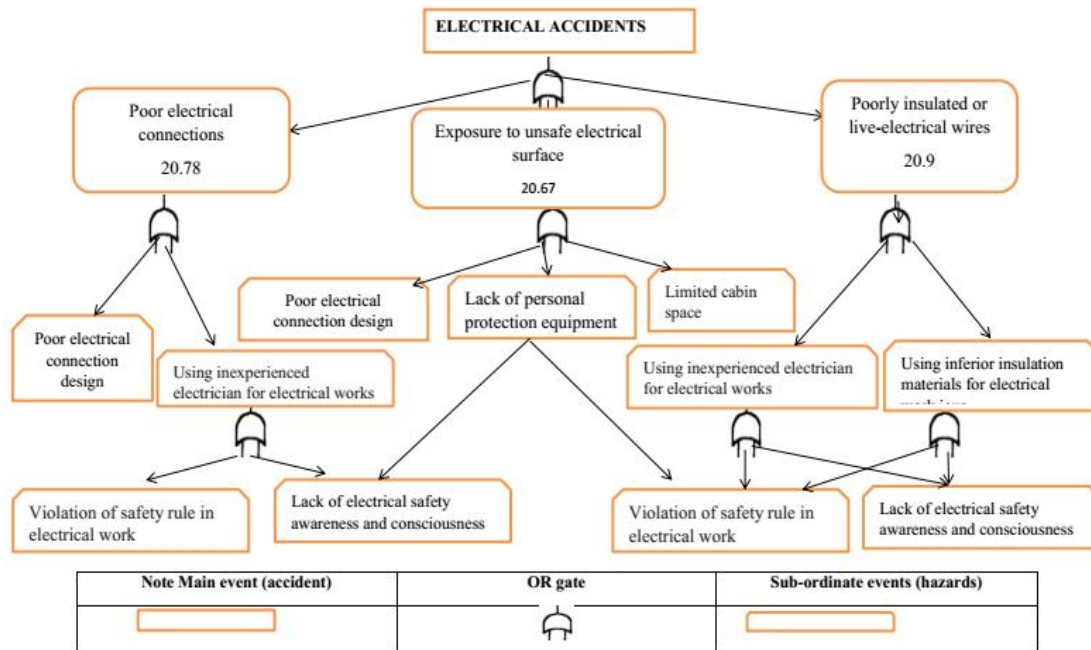 ELECTRICAL ACCIDENTS
Poor electrical
connections
20.78
Exposure to unsafe electrical
surface
20.67
Poorly insulated or
live-electrical wires
20.9
Poor electrical
connection
design
Using inexperienced
electrician for electrical works
Poor electrical
connection design
Lack of personal
protection equipment
Limited cabin
space
Using inexperienced electrician
for electrical works
Using inferior insulation
materials for electrical
Violation of safety rule in
electrical work
Lack of electrical safety
awareness and consciousness
Violation of safety rule in
electrical work
Lack of electrical safety
awareness and consciousness
Note Main event (accident)
OR gate
Sub-ordinate events (hazards)